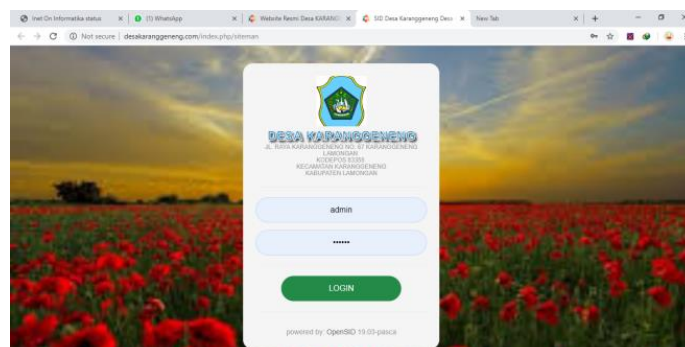 Inet On Informatika status
(1) WhatsApp
Website Resmi Desa KARANG
SID Desa Karanggeneng Desa
New Tab
Not secure | desakaranggeneng.com/index.php/siteman
DESA KARANGGENENG
JL. RAYA KARANGGENENG NO. 67 KARANGGENENG
LAMONGAN
KODEPOS
KECAMATAN KARANGGENENG
KABUPATEN LAMONGAN
admin
••••••
LOGIN
powered by: OpenSID 19.03-pasca